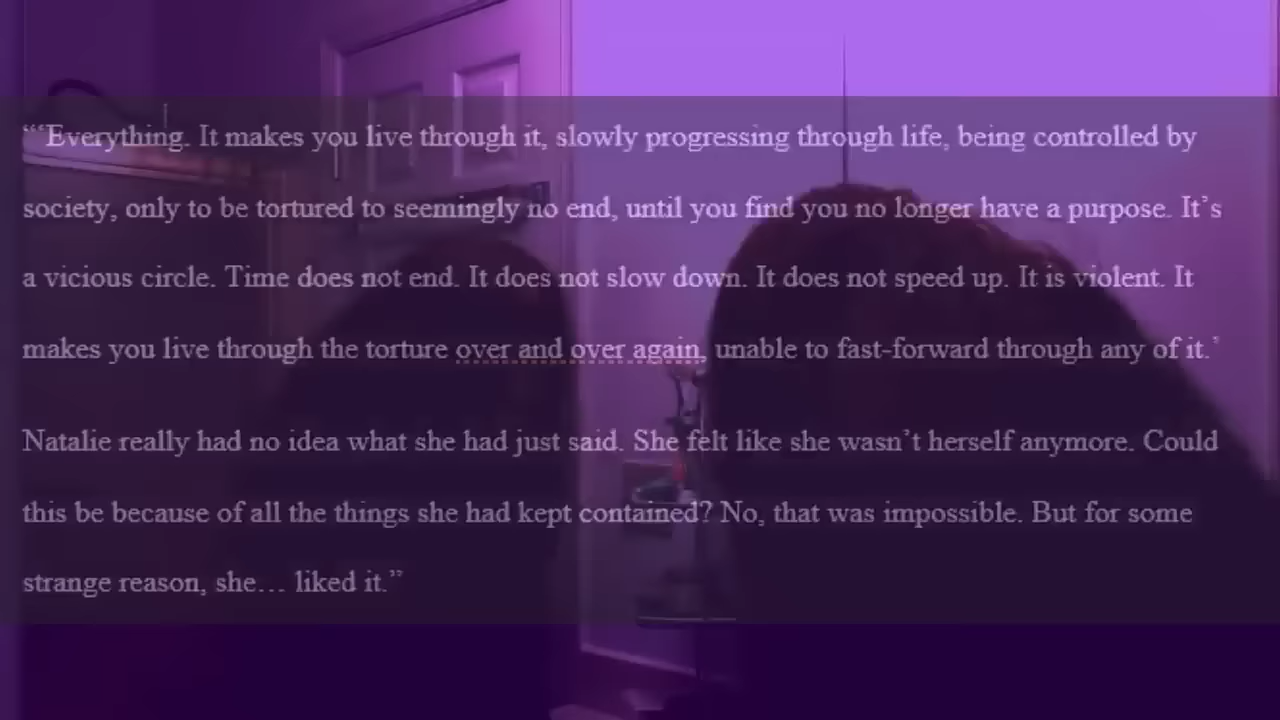 “‘Everything. It makes you live through it, slowly progressing through life, being controlled by
society, only to be tortured to seemingly no end, until you find you no longer have a purpose. It’s
a vicious circle. Time does not end. It does not slow down. It does not speed up. It is violent. It
makes you live through the torture over and over again, unable to fast-forward through any of it.’
Natalie really had no idea what she had just said. She felt like she wasn’t herself anymore. Could
this be because of all the things she had kept contained? No, that was impossible. But for some
strange reason, she… liked it.”